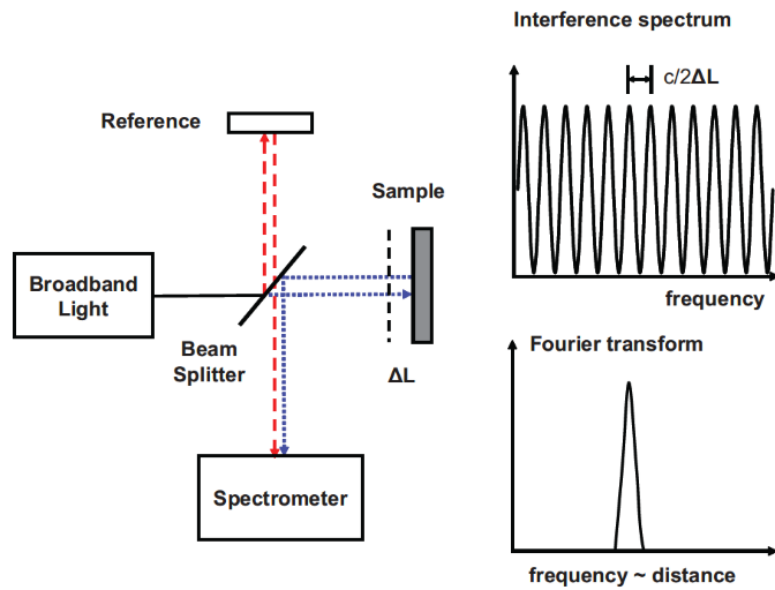 Interference spectrum
c/2ΔL
Reference
Sample
Broadband
Light
frequency
Beam
Splitter
ΔL
Fourier transform
Spectrometer
frequency ~ distance